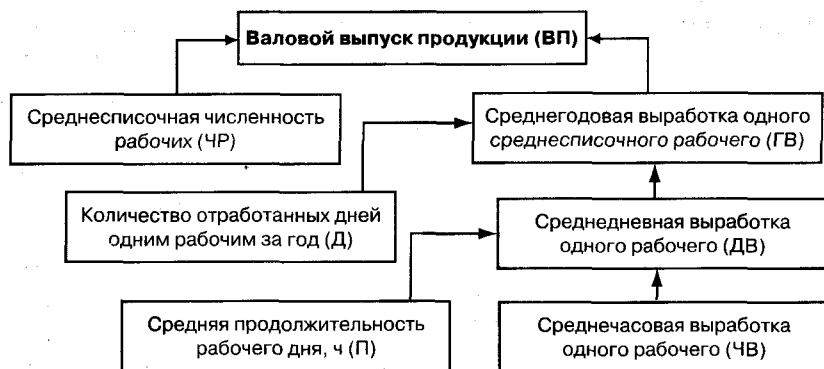 Валовой выпуск продукции (ВП)
Среднесписочная численность
рабочих (ЧР)
Среднегодовая выработка одного
среднесписочного рабочего (ГВ)
Количество отработанных дней
одним рабочим за год (Д)
Среднедневная выработка
одного рабочего (ДВ)
Средняя продолжительность
рабочего дня, ч (П)
Среднечасовая выработка
одного рабочего (ЧВ)